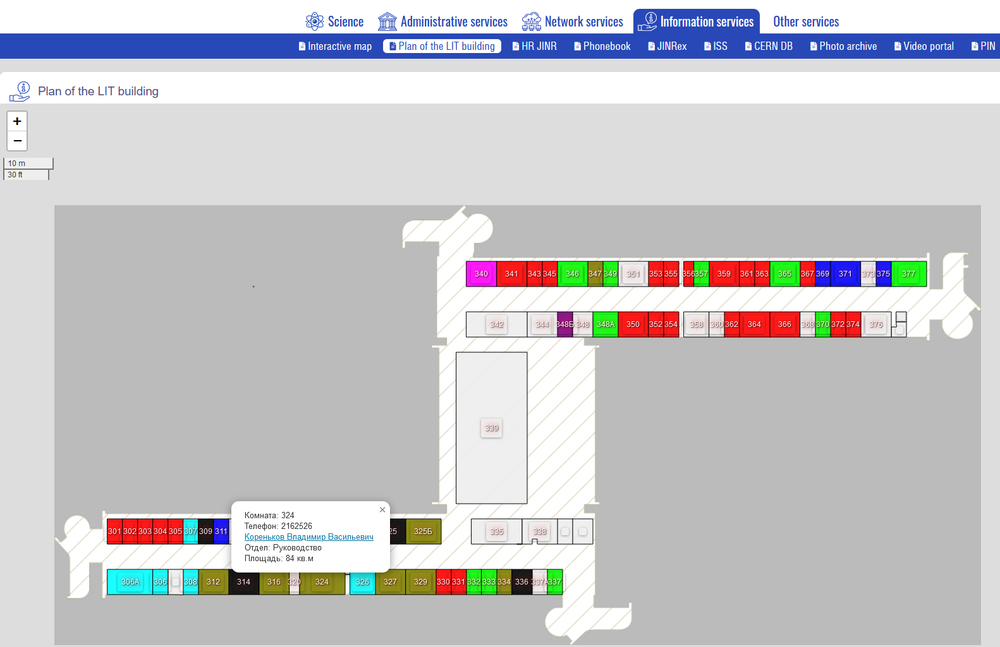 Science Administrative services Network services Information services Other services
Interactive map Plan of the LIT building HR JINR Phonebook JINRex ISS CERN DB Photo archive Video portal PIN
Plan of the LIT building
+
−
10 m
30 ft
340 341 343 345 346 347 349 351 353 355 356 357 359 361 363 365 367 369 371 373 375 377
342 344 348Б 348 348А 350 352 354 358 360 362 364 366 368 370 372 374 376
339
Комната: 324
Телефон: 2162526
Кореньков Владимир Васильевич
Отдел: Руководство
Площадь: 84 кв.м
×
301 302 303 304 305 307 309 311 25 325Б 335 338
306А 306 308 312 314 316 320 324 326 327 329 330 331 332 333 334 336 337А 337